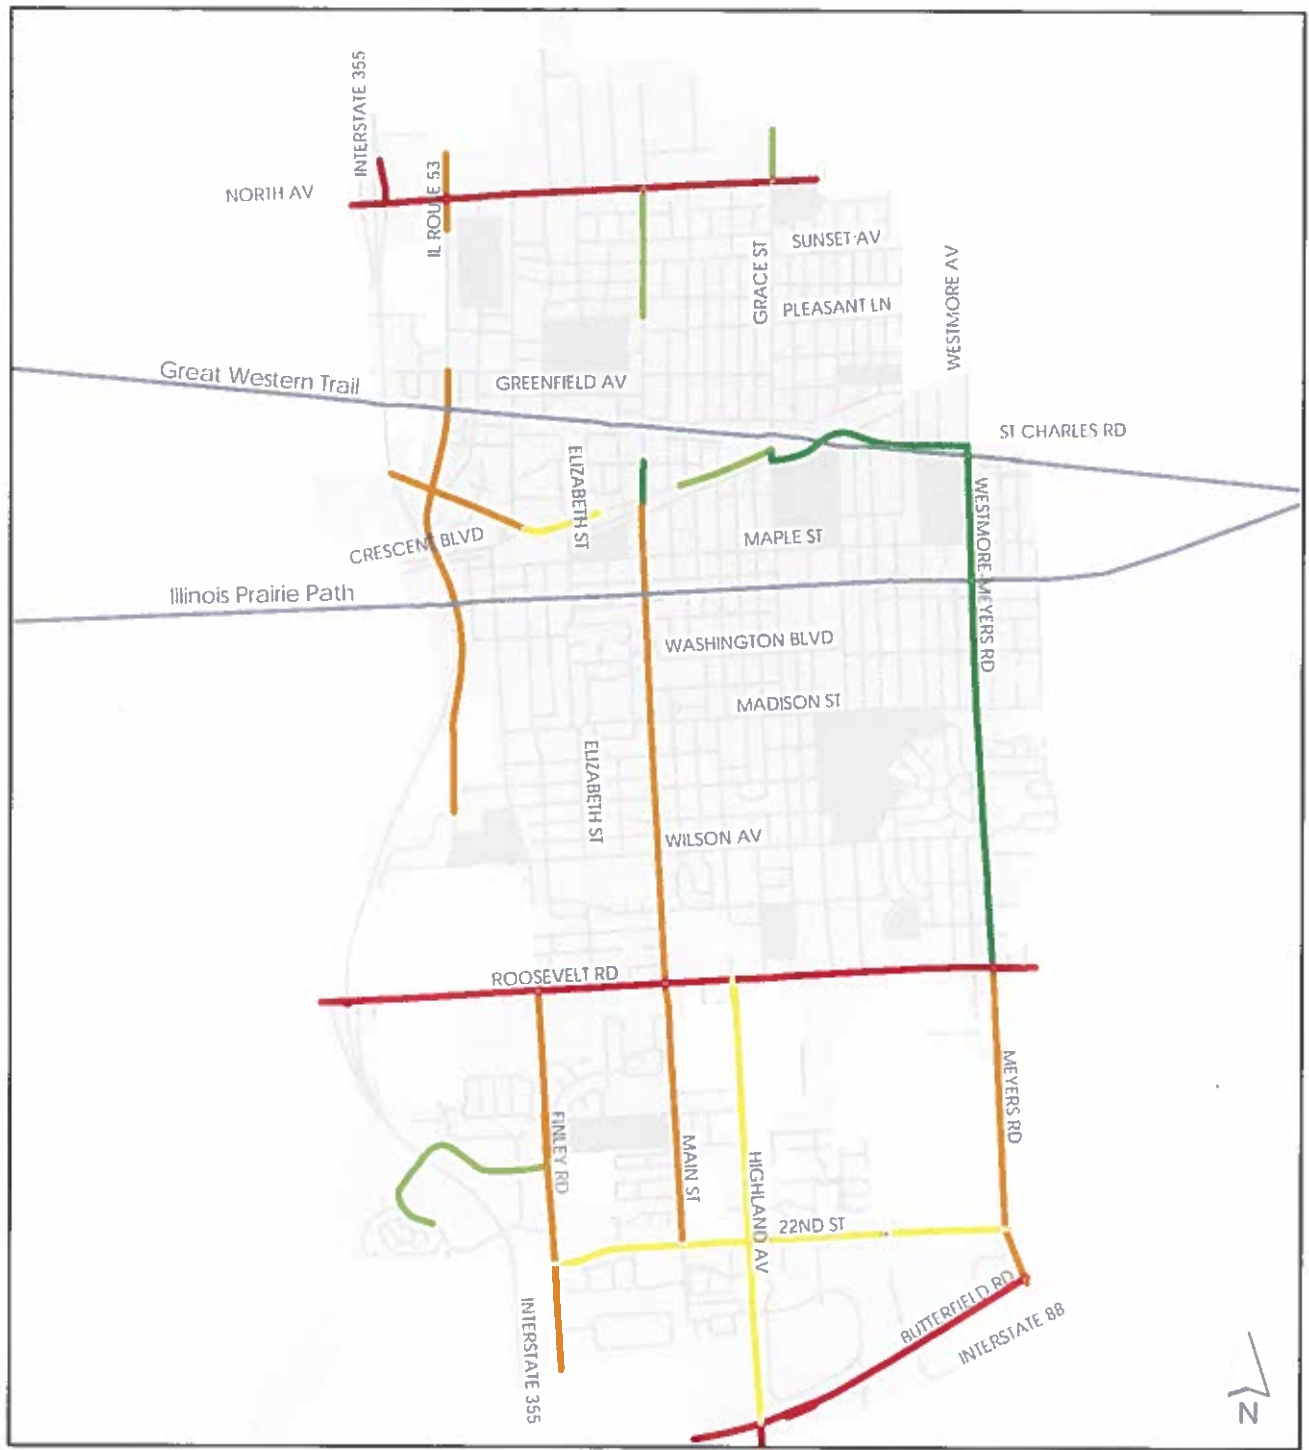 INTERSTATE 355
IL ROUTE 53
NORTH AV
SUNSET AV
GRACE ST
WESTMORE AV
PLEASANT LN
Great Western Trail
GREENFIELD AV
ST CHARLES RD
ELIZABETH ST
WESTMORE-MEYERS RD
CRESCENT BLVD
MAPLE ST
Illinois Prairie Path
WASHINGTON BLVD
MADISON ST
ELIZABETH ST
WILSON AV
ROOSEVELT RD
MEYERS RD
FINLEY RD
MAIN ST
HIGHLAND AV
22ND ST
INTERSTATE 355
BUTTERFIELD RD
INTERSTATE 88
N